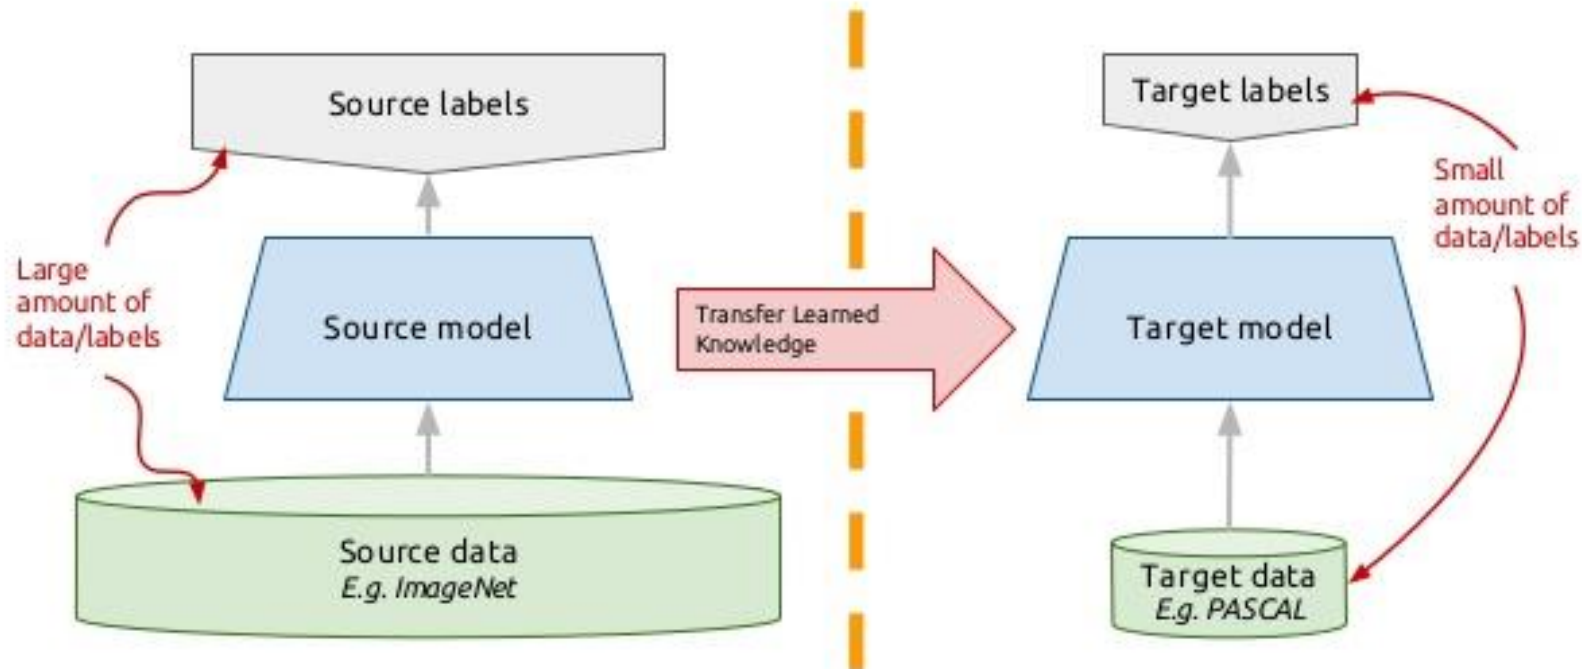 Source labels
Target labels
Large
amount of
data/labels
Small
amount of
data/labels
Source model
Transfer Learned
Knowledge
Target model
Source data
E.g. ImageNet
Target data
E.g. PASCAL